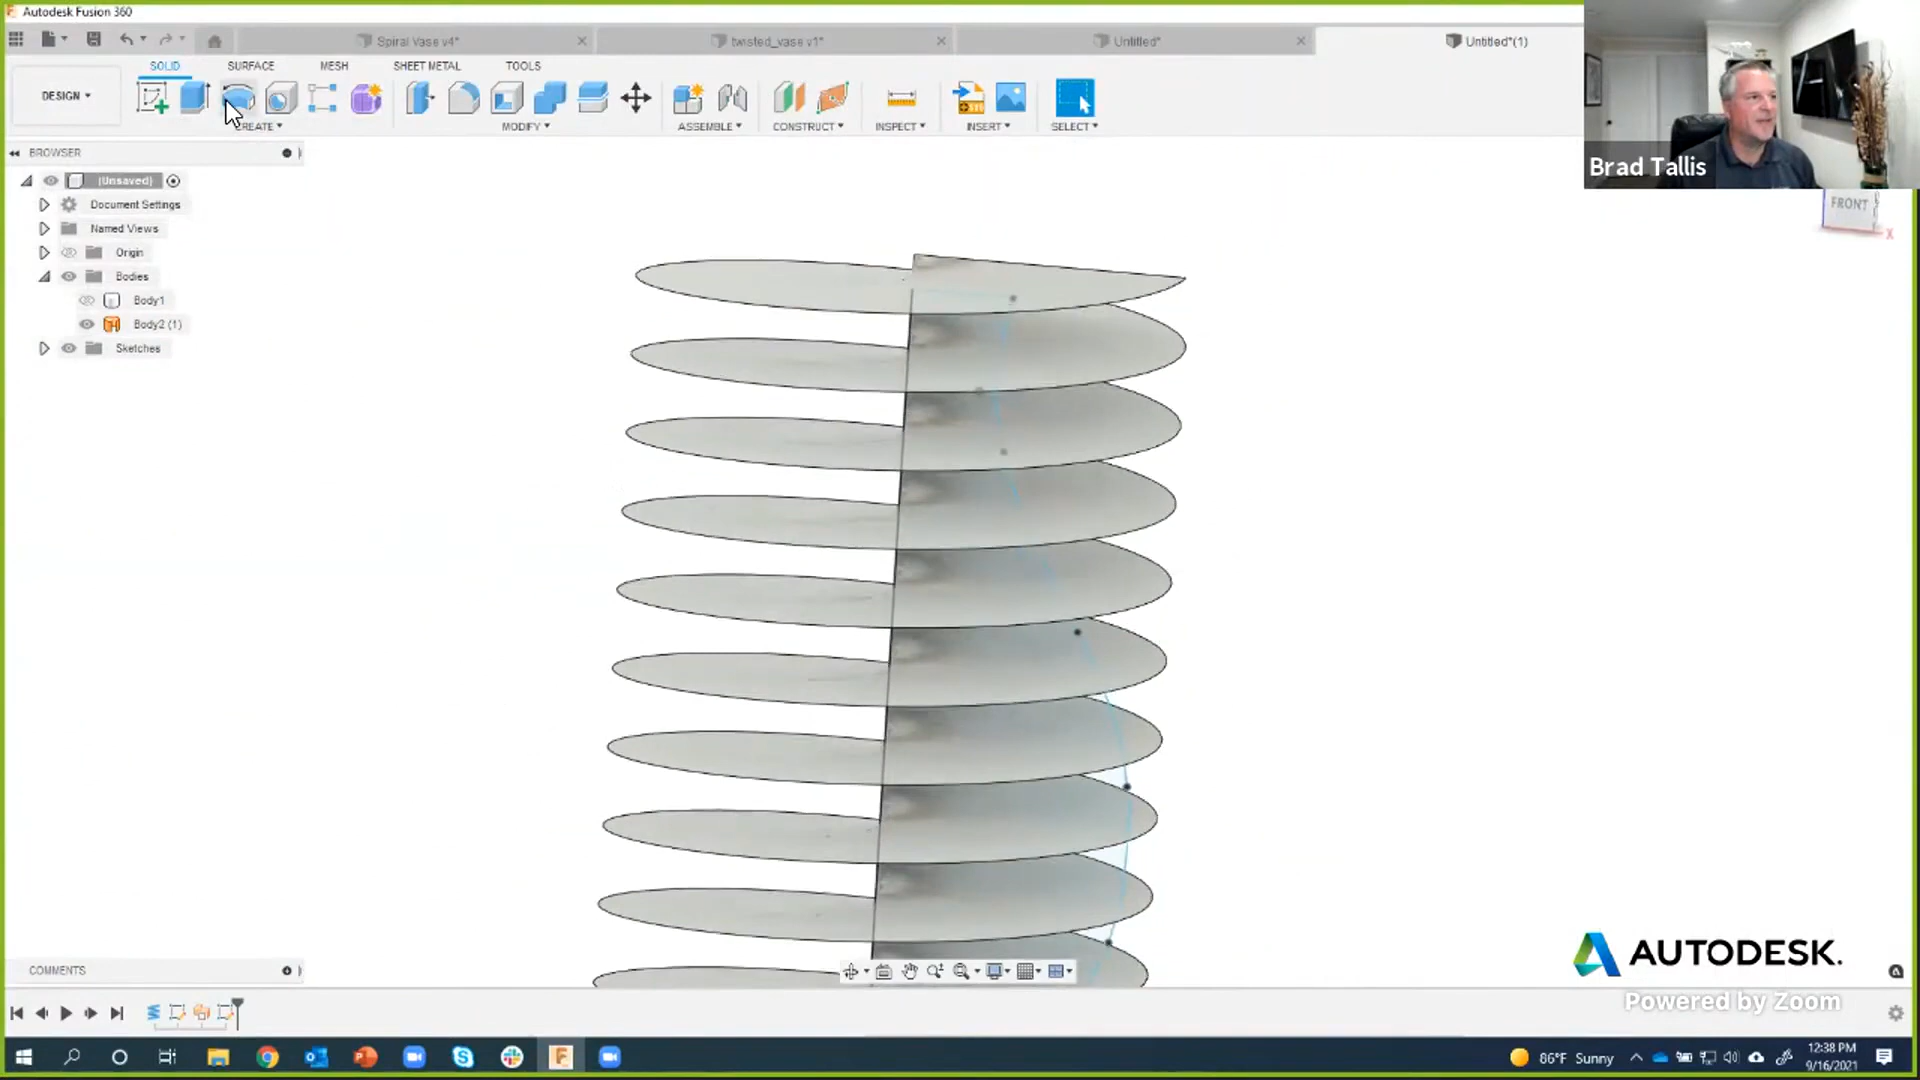 Autodesk Fusion 360
Spiral Vase v4*
twisted_vase v1*
Untitled*
Untitled*(1)
SOLID
SURFACE
MESH
SHEET METAL
TOOLS
DESIGN
CREATE
MODIFY
ASSEMBLE
CONSTRUCT
INSPECT
INSERT
SELECT
Brad Tallis
BROWSER
(Unsaved)
Document Settings
Named Views
Origin
Bodies
Body1
Body2 (1)
Sketches
FRONT
X
AUTODESK.
Powered by Zoom
COMMENTS
86°F Sunny
12:38 PM
9/16/2021